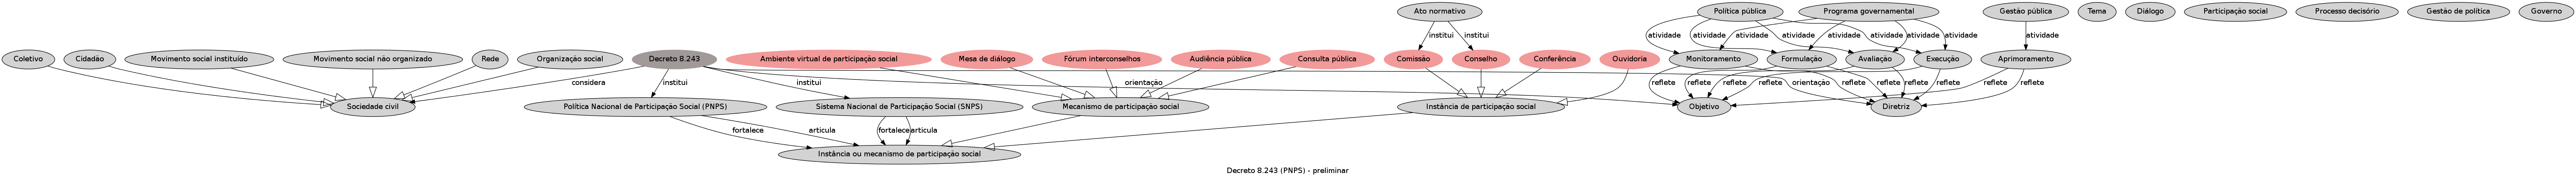 Ato normativo
Política pública
Programa governamental
Gestão pública
Tema
Diálogo
Participação social
Processo decisório
Gestão de política
Governo
institui
institui
atividade
atividade
atividade
atividade
atividade
atividade
atividade
atividade
atividade
Coletivo
Cidadão
Movimento social instituído
Movimento social não organizado
Rede
Organização social
Decreto 8.243
Ambiente virtual de participação social
Mesa de diálogo
Fórum interconselhos
Audiência pública
Consulta pública
Comissão
Conselho
Conferência
Ouvidoria
Monitoramento
Formulação
Avaliação
Execução
Aprimoramento
considera
institui
institui
orientação
orientação
reflete
reflete
reflete
reflete
reflete
reflete
reflete
reflete
reflete
reflete
Sociedade civil
Política Nacional de Participação Social (PNPS)
Sistema Nacional de Participação Social (SNPS)
Mecanismo de participação social
Instância de participação social
Objetivo
Diretriz
fortalece
articula
fortalece
articula
Instância ou mecanismo de participação social
Decreto 8.243 (PNPS) - preliminar